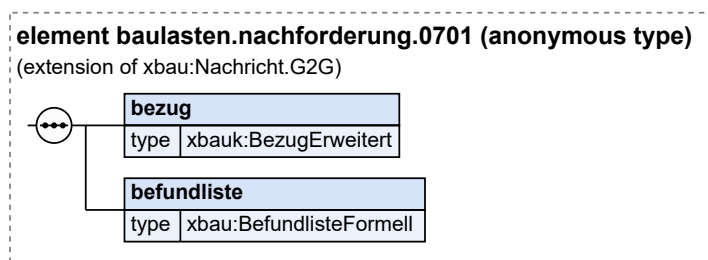 element baulasten.nachforderung.0701 (anonymous type)
(extension of xbau:Nachricht.G2G)
bezug
type xbauk:BezugErweitert
befundliste
type xbau:BefundlisteFormell